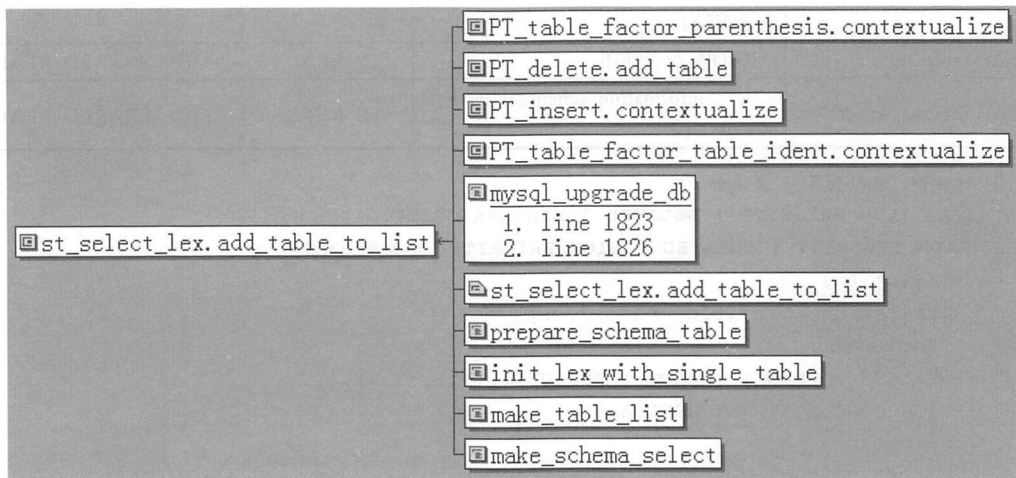 PT_table_factor_parenthesis.contextualize
PT_delete.add_table
PT_insert.contextualize
PT_table_factor_table_ident.contextualize
mysql_upgrade_db
1. line 1823
2. line 1826
st_select_lex.add_table_to_list
st_select_lex.add_table_to_list
prepare_schema_table
init_lex_with_single_table
make_table_list
make_schema_select